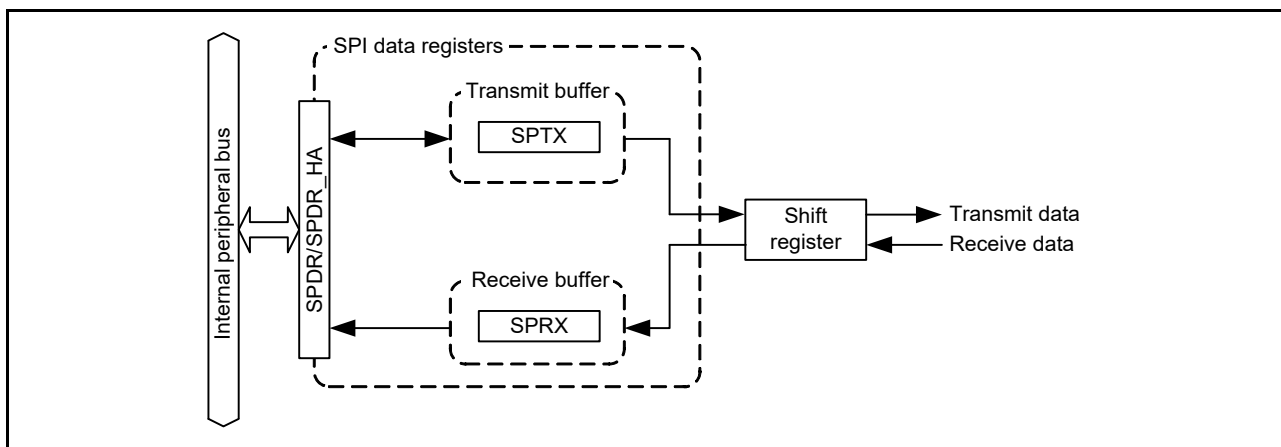 SPI data registers
Transmit buffer
SPTX
Internal peripheral bus
SPDR/SPDR_HA
Shift
register
Transmit data
Receive data
Receive buffer
SPRX